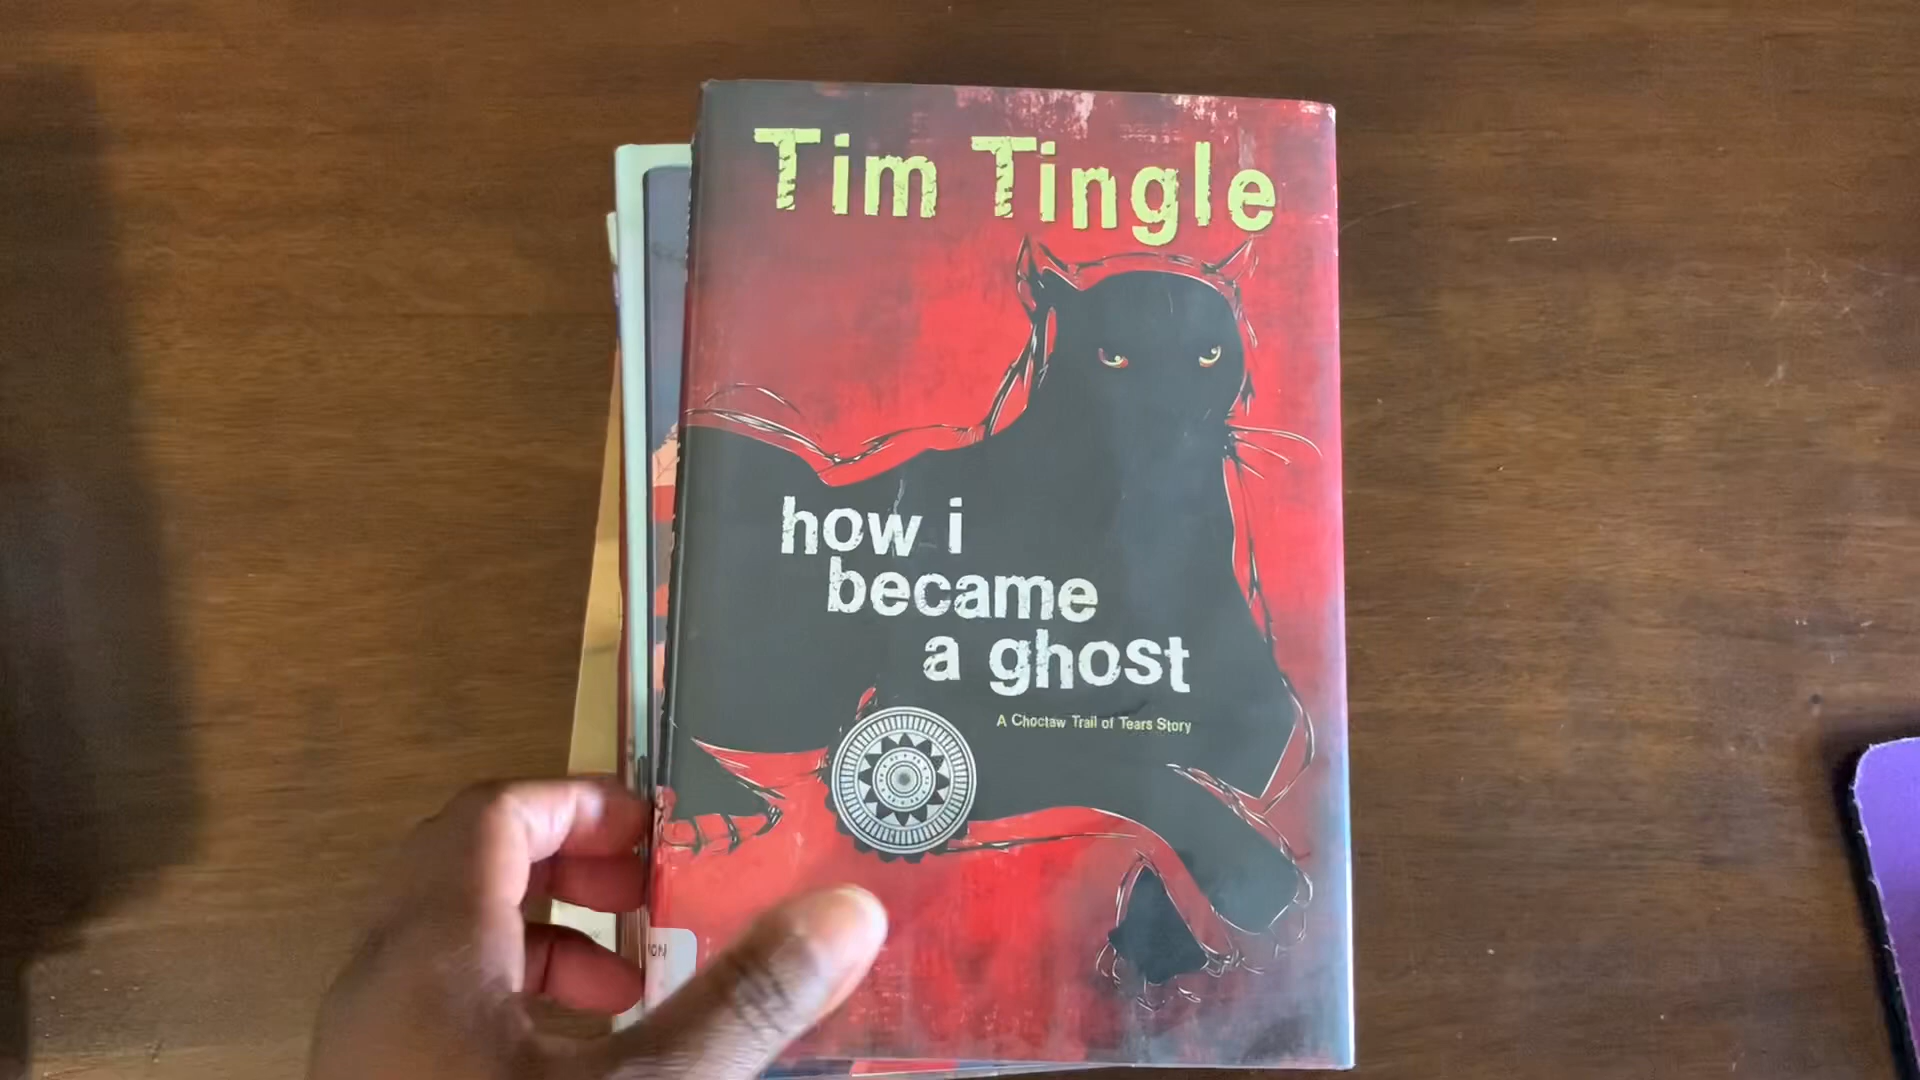 Tim Tingle
how i
became
a ghost
A Choctaw Trail of Tears Story